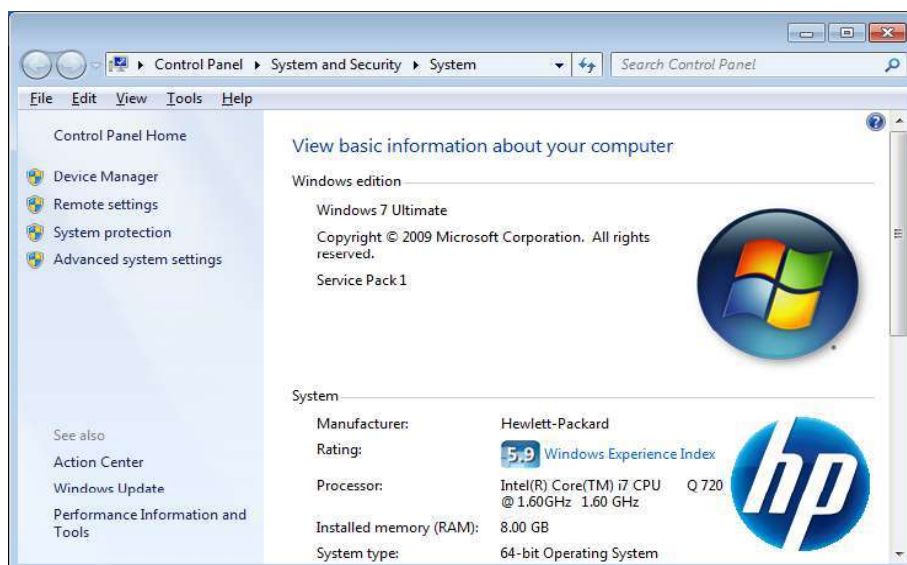 Control Panel System and Security System Search Control Panel
File Edit View Tools Help
Control Panel Home
Device Manager
Remote settings
System protection
Advanced system settings
See also
Action Center
Windows Update
Performance Information and
Tools
View basic information about your computer
Windows edition
Windows 7 Ultimate
Copyright © 2009 Microsoft Corporation. All rights
reserved.
Service Pack 1
System
Manufacturer: Hewlett-Packard
Rating: 5.9 Windows Experience Index
Processor: Intel(R) Core(TM) i7 CPU Q 720
@ 1.60GHz 1.60 GHz
Installed memory (RAM): 8.00 GB
System type: 64-bit Operating System
hp